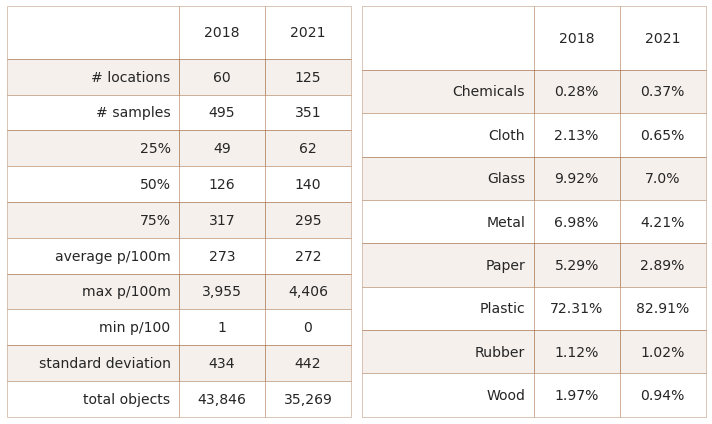 2018 2021
# locations 60 125
# samples 495 351
25% 49 62
50% 126 140
75% 317 295
average p/100m 273 272
max p/100m 3,955 4,406
min p/100 1 0
standard deviation 434 442
total objects 43,846 35,269
2018 2021
Chemicals 0.28% 0.37%
Cloth 2.13% 0.65%
Glass 9.92% 7.0%
Metal 6.98% 4.21%
Paper 5.29% 2.89%
Plastic 72.31% 82.91%
Rubber 1.12% 1.02%
Wood 1.97% 0.94%